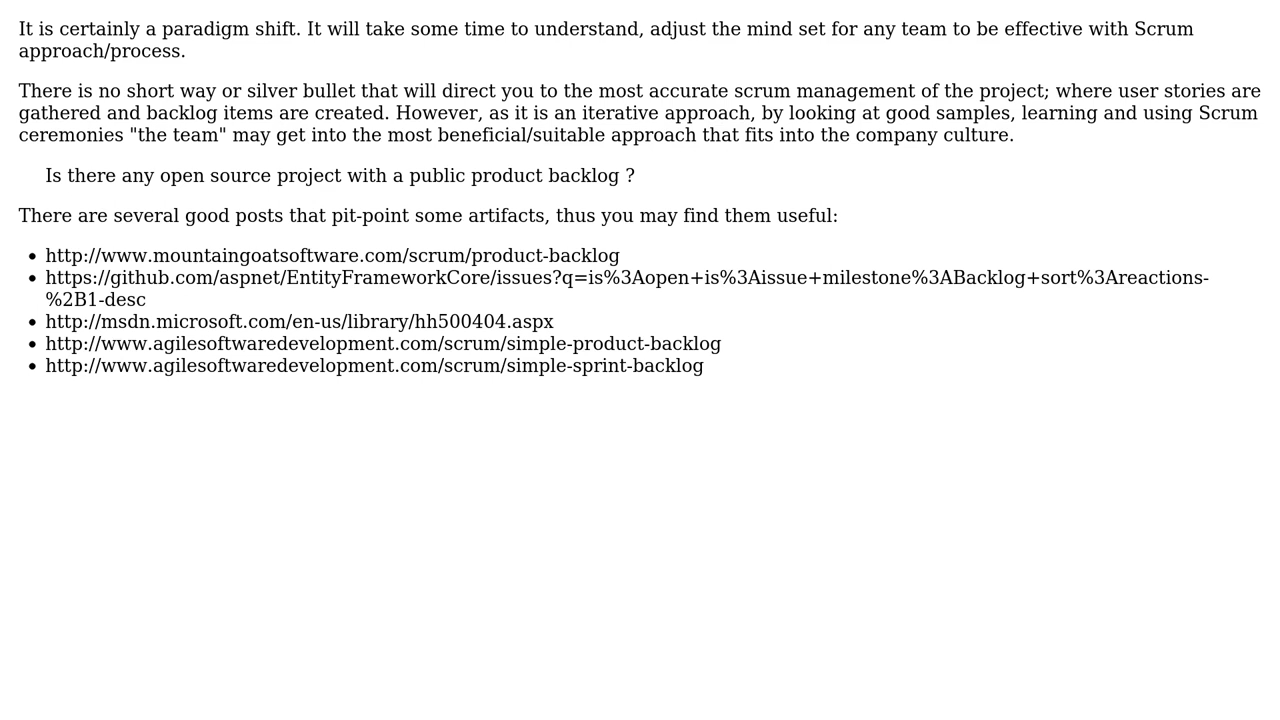 It is certainly a paradigm shift. It will take some time to understand, adjust the mind set for any team to be effective with Scrum
approach/process.
There is no short way or silver bullet that will direct you to the most accurate scrum management of the project; where user stories are
gathered and backlog items are created. However, as it is an iterative approach, by looking at good samples, learning and using Scrum
ceremonies "the team" may get into the most beneficial/suitable approach that fits into the company culture.
Is there any open source project with a public product backlog ?
There are several good posts that pit-point some artifacts, thus you may find them useful:
• http://www.mountaingoatsoftware.com/scrum/product-backlog
• https://github.com/aspnet/EntityFrameworkCore/issues?q=is%3Aopen+is%3Aissue+milestone%3ABacklog+sort%3Areactions-
%2B1-desc
• http://msdn.microsoft.com/en-us/library/hh500404.aspx
• http://www.agilesoftwaredevelopment.com/scrum/simple-product-backlog
• http://www.agilesoftwaredevelopment.com/scrum/simple-sprint-backlog